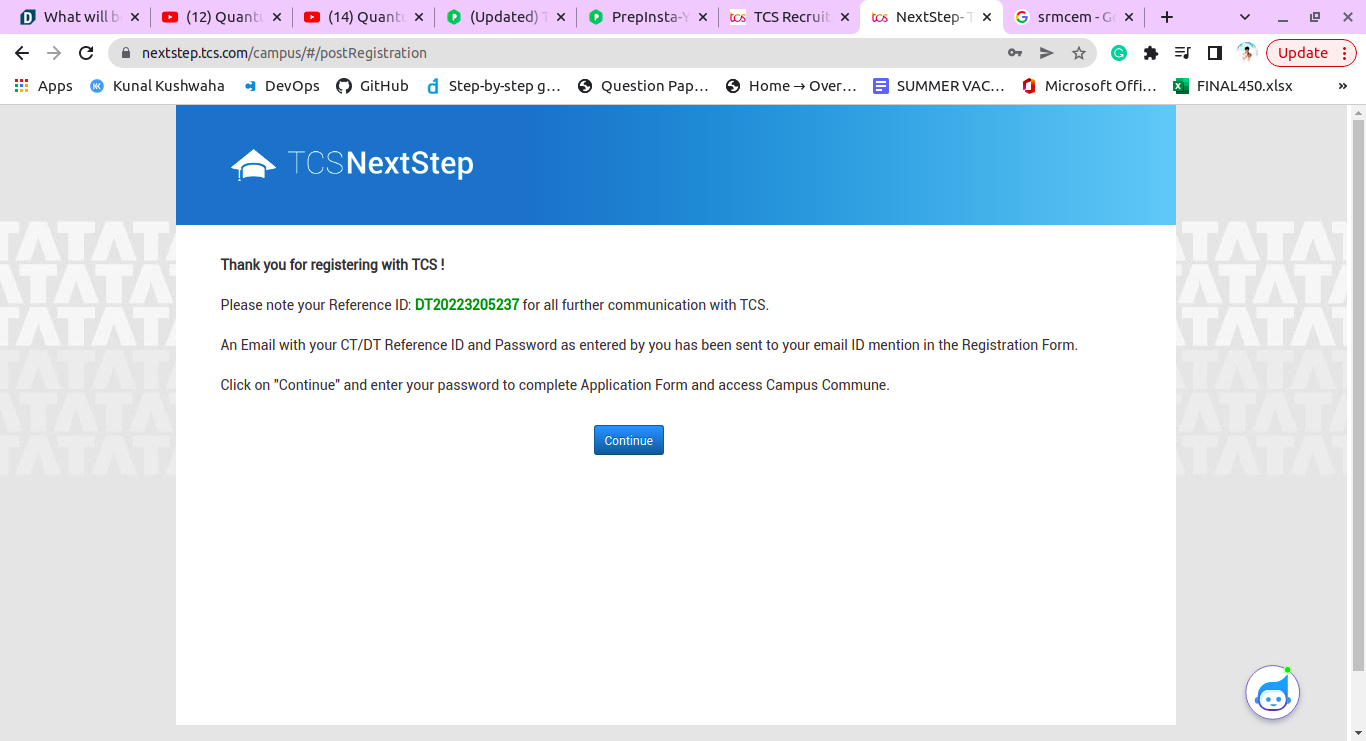 What will b
(12) Quantu
(14) Quantu
(Updated) T
PrepInsta-Y
TCS Recruit
NextStep- T
srmcem - Go
nextstep.tcs.com/campus/#/postRegistration
Update
Apps
Kunal Kushwaha
DevOps
GitHub
Step-by-step g...
Question Pap...
Home → Over...
SUMMER VAC...
Microsoft Offi...
FINAL450.xlsx
»
TCSNextStep
Thank you for registering with TCS !
Please note your Reference ID: DT20223205237 for all further communication with TCS.
An Email with your CT/DT Reference ID and Password as entered by you has been sent to your email ID mention in the Registration Form.
Click on "Continue" and enter your password to complete Application Form and access Campus Commune.
Continue